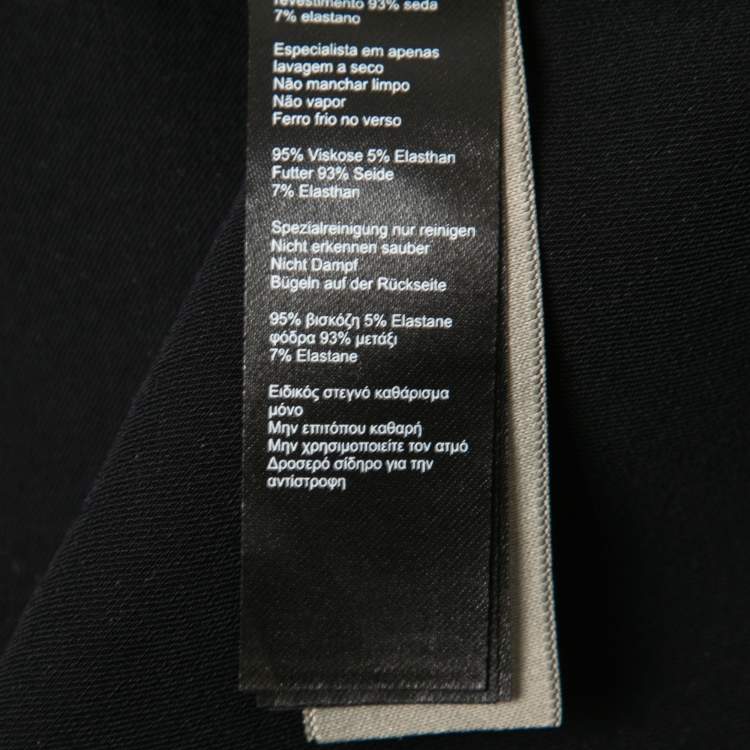 revestimento 93% seda
7% elastano
Especialista em apenas
lavagem a seco
Não manchar limpo
Não vapor
Ferro frio no verso
95% Viskose 5% Elasthan
Futter 93% Seide
7% Elasthan
Spezialreinigung nur reinigen
Nicht erkennen sauber
Nicht Dampf
Bügeln auf der Rückseite
95% βισκόζη 5% Elastane
φόδρα 93% μετάξι
7% Elastane
Ειδικός στεγνό καθάρισμα
μόνο
Μην επιτόπου καθαρή
Μην χρησιμοποιείτε τον ατμό
Δροσερό σίδηρο για την
αντίστροφη